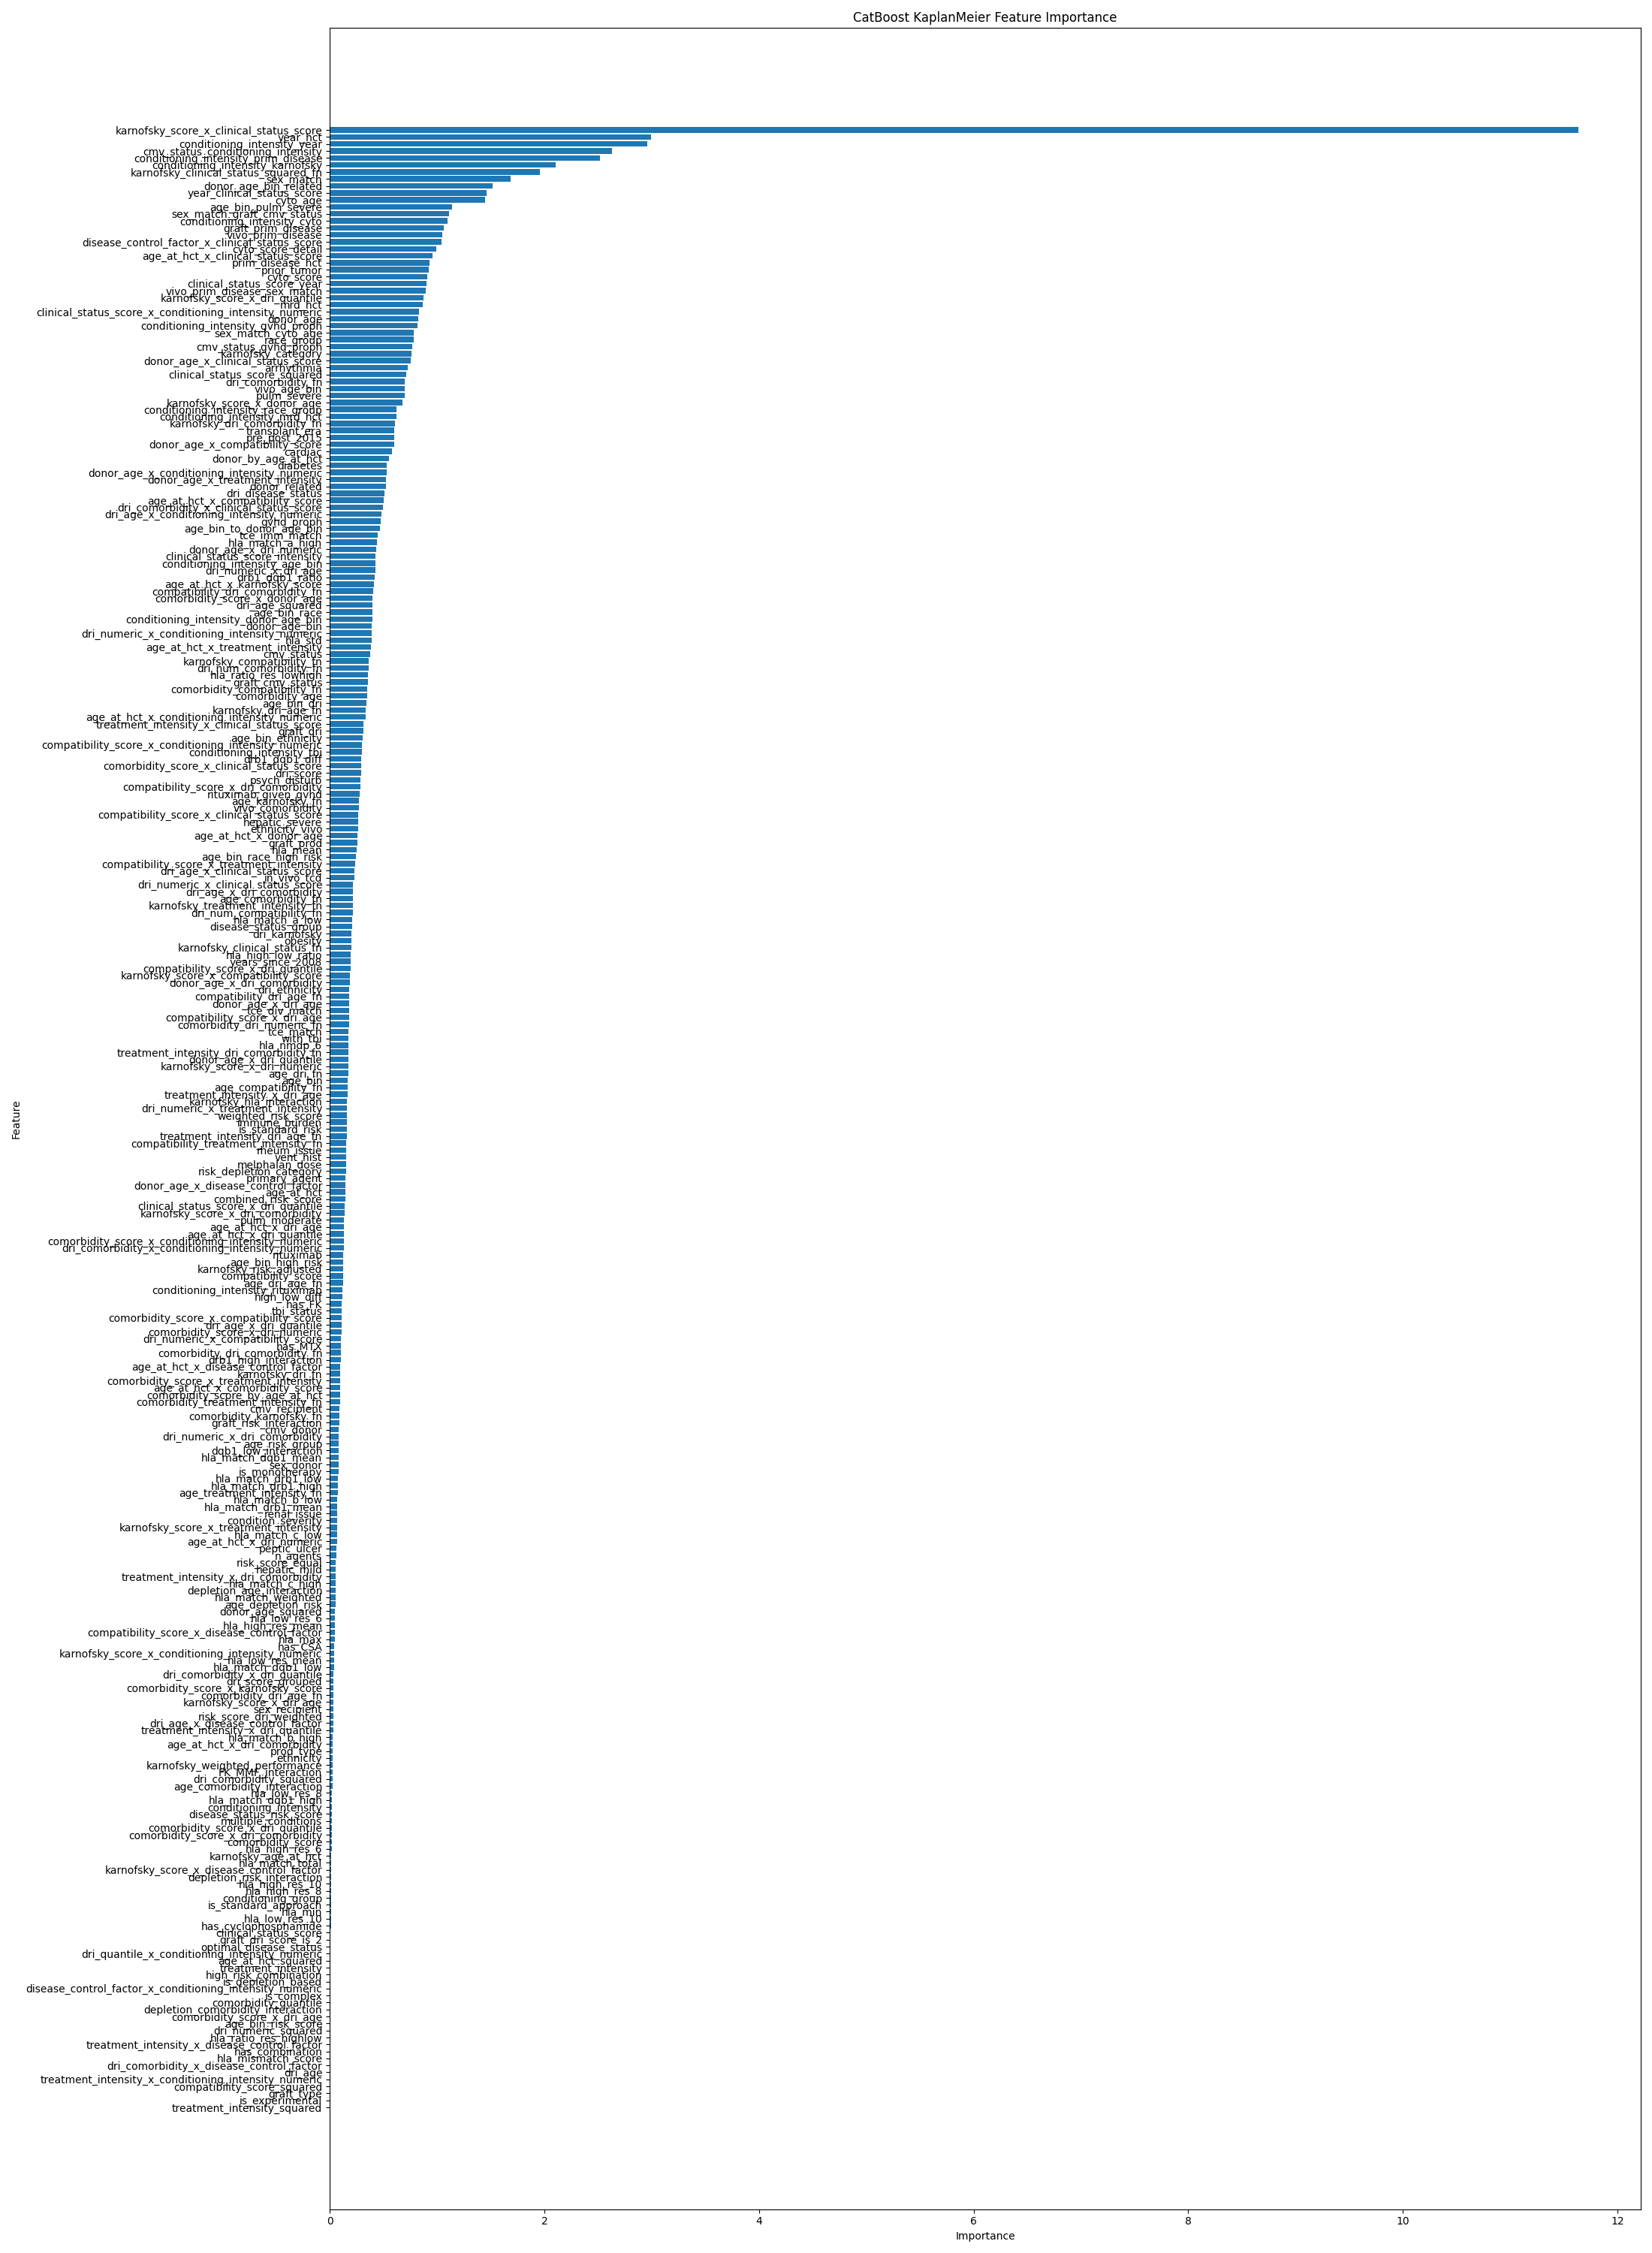 CatBoost KaplanMeier Feature Importance
karnofsky_score_x_clinical_status_score
year_hct
conditioning_intensity_year
cmv_status_conditioning_intensity
conditioning_intensity_prim_disease
conditioning_intensity_karnofsky
karnofsky_clinical_status_squared_fn
sex_match
donor_age_bin_related
year_clinical_status_score
cyto_age
age_bin_pulm_severe
sex_match_graft_cmv_status
conditioning_intensity_cyto
graft_prim_disease
vivo_prim_disease
disease_control_factor_x_clinical_status_score
cyto_score_detail
age_at_hct_x_clinical_status_score
prim_disease_hct
prior_tumor
cyto_score
clinical_status_score_year
vivo_prim_disease_sex_match
karnofsky_score_x_dri_quantile
mrd_hct
clinical_status_score_x_conditioning_intensity_numeric
donor_age
conditioning_intensity_gvhd_proph
sex_match_cyto_age
race_group
cmv_status_gvhd_proph
karnofsky_category
donor_age_x_clinical_status_score
arrhythmia
clinical_status_score_squared
dri_comorbidity_fn
vivo_age_bin
pulm_severe
karnofsky_score_x_donor_age
conditioning_intensity_race_group
conditioning_intensity_mrd_hct
karnofsky_dri_comorbidity_fn
transplant_era
pre_post_2015
donor_age_x_compatibility_score
cardiac
donor_by_age_at_hct
diabetes
donor_age_x_conditioning_intensity_numeric
donor_age_x_treatment_intensity
donor_related
dri_disease_status
age_at_hct_x_compatibility_score
dri_comorbidity_x_clinical_status_score
dri_age_x_conditioning_intensity_numeric
gvhd_proph
age_bin_to_donor_age_bin
tce_imm_match
hla_match_a_high
donor_age_x_dri_numeric
clinical_status_score_intensity
conditioning_intensity_age_bin
dri_numeric_x_dri_age
drb1_dqb1_ratio
age_at_hct_x_karnofsky_score
compatibility_dri_comorbidity_fn
comorbidity_score_x_donor_age
dri_age_squared
age_bin_race
conditioning_intensity_donor_age_bin
donor_age_bin
dri_numeric_x_conditioning_intensity_numeric
hla_std
age_at_hct_x_treatment_intensity
cmv_status
karnofsky_compatibility_fn
dri_num_comorbidity_fn
hla_ratio_res_lowhigh
graft_cmv_status
comorbidity_compatibility_fn
comorbidity_age
age_bin_dri
karnofsky_dri_age_fn
age_at_hct_x_conditioning_intensity_numeric
treatment_intensity_x_clinical_status_score
graft_dri
age_bin_ethnicity
compatibility_score_x_conditioning_intensity_numeric
conditioning_intensity_tbi
drb1_dqb1_diff
comorbidity_score_x_clinical_status_score
dri_score
psych_disturb
compatibility_score_x_dri_comorbidity
rituximab_given_gvhd
age_karnofsky_fn
vivo_comorbidity
compatibility_score_x_clinical_status_score
hepatic_severe
ethnicity_vivo
age_at_hct_x_donor_age
graft_prod
hla_mean
age_bin_race_high_risk
compatibility_score_x_treatment_intensity
dri_age_x_clinical_status_score
in_vivo_tcd
dri_numeric_x_clinical_status_score
dri_age_x_dri_comorbidity
age_comorbidity_fn
karnofsky_treatment_intensity_fn
dri_num_compatibility_fn
hla_match_a_low
disease_status_group
dri_karnofsky
obesity
karnofsky_clinical_status_fn
hla_high_low_ratio
years_since_2008
compatibility_score_x_dri_quantile
karnofsky_score_x_compatibility_score
donor_age_x_dri_comorbidity
dri_ethnicity
compatibility_dri_age_fn
donor_age_x_dri_age
tce_div_match
compatibility_score_x_dri_age
comorbidity_dri_numeric_fn
tce_match
with_tbi
hla_nmdp_6
treatment_intensity_dri_comorbidity_fn
donor_age_x_dri_quantile
karnofsky_score_x_dri_numeric
age_dri_fn
age_bin
age_compatibility_fn
treatment_intensity_x_dri_age
karnofsky_hla_interaction
dri_numeric_x_treatment_intensity
weighted_risk_score
immune_burden
is_standard_risk
treatment_intensity_dri_age_fn
compatibility_treatment_intensity_fn
rheum_issue
vent_hist
melphalan_dose
risk_depletion_category
primary_agent
donor_age_x_disease_control_factor
age_at_hct
combined_risk_score
clinical_status_score_x_dri_quantile
karnofsky_score_x_dri_comorbidity
pulm_moderate
age_at_hct_x_dri_age
age_at_hct_x_dri_quantile
comorbidity_score_x_conditioning_intensity_numeric
dri_comorbidity_x_conditioning_intensity_numeric
rituximab
age_bin_high_risk
karnofsky_risk_adjusted
compatibility_score
age_dri_age_fn
conditioning_intensity_rituximab
high_low_diff
has_FK
tbi_status
comorbidity_score_x_compatibility_score
dri_age_x_dri_quantile
comorbidity_score_x_dri_numeric
dri_numeric_x_compatibility_score
has_MTX
comorbidity_dri_comorbidity_fn
drb1_high_interaction
age_at_hct_x_disease_control_factor
karnofsky_dri_fn
comorbidity_score_x_treatment_intensity
age_at_hct_x_comorbidity_score
comorbidity_score_by_age_at_hct
comorbidity_treatment_intensity_fn
cmv_recipient
comorbidity_karnofsky_fn
graft_risk_interaction
cmv_donor
dri_numeric_x_dri_comorbidity
age_risk_group
dqb1_low_interaction
hla_match_dqb1_mean
sex_donor
is_monotherapy
hla_match_drb1_low
hla_match_drb1_high
age_treatment_intensity_fn
hla_match_b_low
hla_match_drb1_mean
renal_issue
condition_severity
karnofsky_score_x_treatment_intensity
hla_match_c_low
age_at_hct_x_dri_numeric
peptic_ulcer
n_agents
risk_score_equal
hepatic_mild
treatment_intensity_x_dri_comorbidity
hla_match_c_high
depletion_age_interaction
hla_match_weighted
age_depletion_risk
donor_age_squared
hla_low_res_6
hla_high_res_mean
compatibility_score_x_disease_control_factor
hla_max
has_CSA
karnofsky_score_x_conditioning_intensity_numeric
hla_low_res_mean
hla_match_dqb1_low
dri_comorbidity_x_dri_quantile
dri_score_grouped
comorbidity_score_x_karnofsky_score
comorbidity_dri_age_fn
karnofsky_score_x_dri_age
sex_recipient
risk_score_dri_weighted
dri_age_x_disease_control_factor
treatment_intensity_x_dri_quantile
hla_match_b_high
age_at_hct_x_dri_comorbidity
prod_type
ethnicity
karnofsky_weighted_performance
FK_MMF_interaction
dri_comorbidity_squared
age_comorbidity_interaction
hla_low_res_8
hla_match_dqb1_high
conditioning_intensity
disease_status_risk_score
multiple_conditions
comorbidity_score_x_dri_quantile
comorbidity_score_x_dri_comorbidity
comorbidity_score
hla_high_res_6
karnofsky_age_at_hct
hla_match_total
karnofsky_score_x_disease_control_factor
depletion_risk_interaction
hla_high_res_10
hla_high_res_8
conditioning_group
is_standard_approach
hla_min
hla_low_res_10
has_cyclophosphamide
clinical_status_score
graft_dri_score_is_2
optimal_disease_status
dri_quantile_x_conditioning_intensity_numeric
age_at_hct_squared
treatment_intensity
high_risk_combination
is_depletion_based
disease_control_factor_x_conditioning_intensity_numeric
is_complex
comorbidity_quantile
depletion_comorbidity_interaction
comorbidity_score_x_dri_age
age_bin_risk_score
dri_numeric_squared
hla_ratio_res_highlow
treatment_intensity_x_disease_control_factor
has_combination
hla_mismatch_score
dri_comorbidity_x_disease_control_factor
dri_age
treatment_intensity_x_conditioning_intensity_numeric
compatibility_score_squared
graft_type
is_experimental
treatment_intensity_squared
Feature
0 2 4 6 8 10 12
Importance